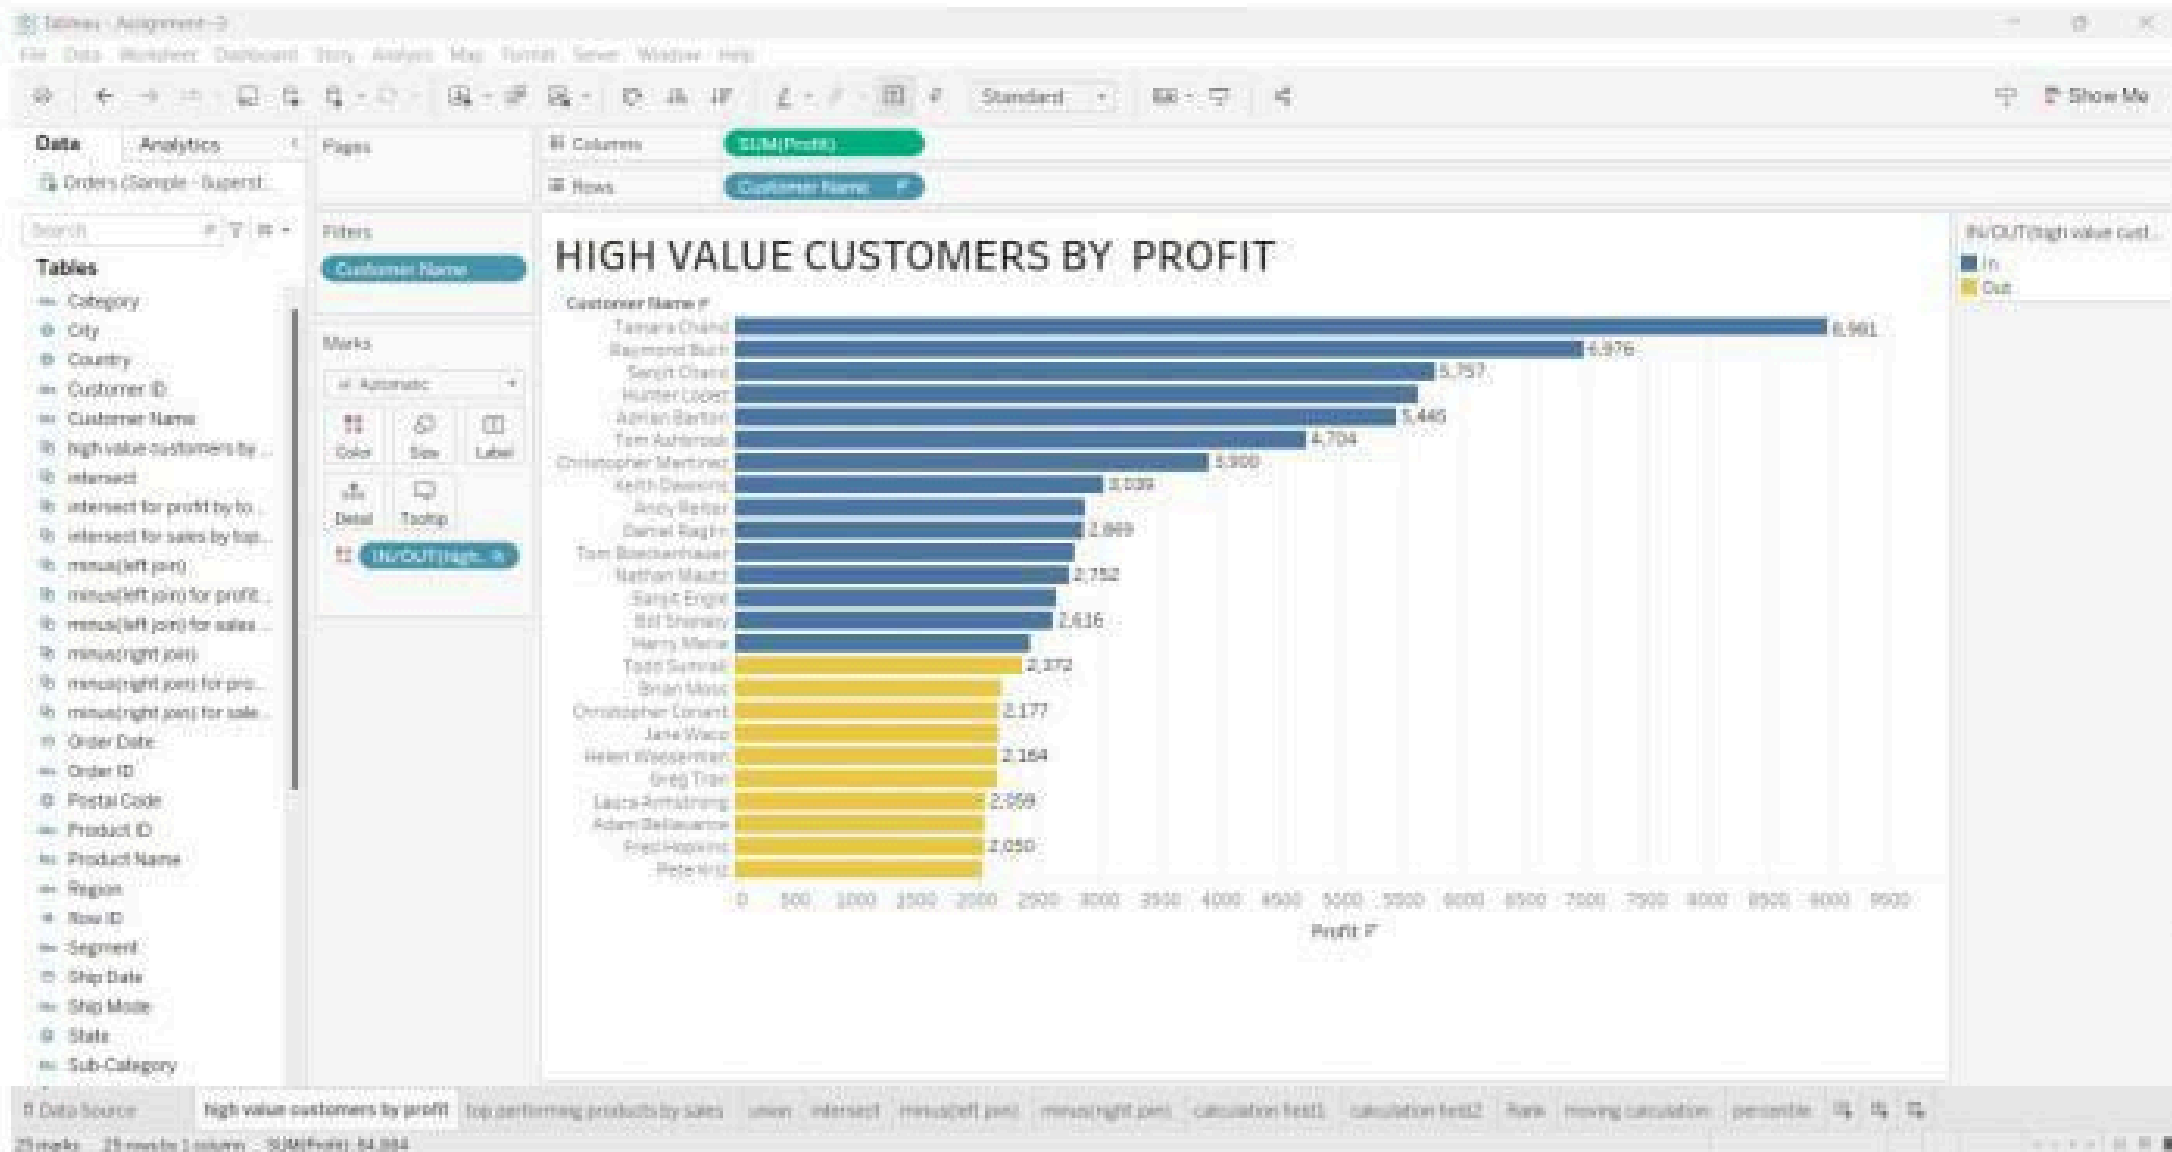 Tableau - Assignment -3
File Data Worksheet Dashboard Story Analysis Map Format Server Window Help
Standard
Show Me
Data
Analytics
Orders (Sample - Superst...
Search
Tables
Category
City
Country
Customer ID
Customer Name
high value customers by ...
intersect
intersect for profit by to...
intersect for sales by top...
minus(left join)
minus(left join) for profit...
minus(left join) for sales ...
minus(right join)
minus(right join) for pro...
minus(right join) for sale...
Order Date
Order ID
Postal Code
Product ID
Product Name
Region
Row ID
Segment
Ship Date
Ship Mode
State
Sub-Category
Pages
Filters
Customer Name
Marks
Automatic
Color
Size
Label
Detail
Tooltip
IN/OUT(high..
Columns
SUM(Profit)
Rows
Customer Name
HIGH VALUE CUSTOMERS BY PROFIT
Customer Name
Tamara Chand 8,981
Raymond Buch 6,976
Sanjit Chand 5,757
Hunter Lopez
Adrian Barton 5,445
Tom Ashbrook 4,704
Christopher Martinez 3,900
Keith Dawkins 3,039
Andy Reiter
Daniel Raglin 2,869
Tom Boeckenhauer
Nathan Mautz 2,752
Sanjit Engle
Bill Shonely 2,616
Harry Marie
Todd Sumrall 2,372
Brian Moss
Christopher Conant 2,177
Jane Waco
Helen Wasserman 2,164
Greg Tran
Laura Armstrong 2,059
Adam Bellavance
Fred Hopkins 2,050
0 500 1000 1500 2000 2500 3000 3500 4000 4500 5000 5500 6000 6500 7000 7500 8000 8500 9000 9500
Profit
IN/OUT(high value cust...
In
Out
Data Source
high value customers by profit
top performing products by sales
union
intersect
minus(left join)
minus(right join)
calculation field1
calculation field2
Rank
moving calculation
percentile
25 marks 25 rows by 1 column SUM(Profit): 84,884